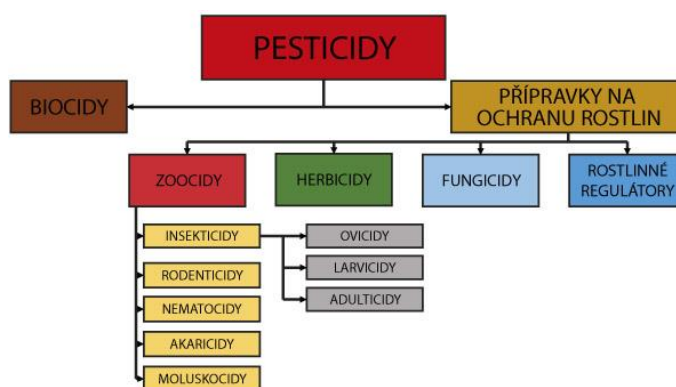 PESTICIDY
BIOCIDY
PŘÍPRAVKY NA
OCHRANU ROSTLIN
ZOOCIDY
HERBICIDY
FUNGICIDY
ROSTLINNÉ
REGULÁTORY
INSEKTICIDY
OVICIDY
LARVICIDY
RODENTICIDY
ADULTICIDY
NEMATOCIDY
AKARICIDY
MOLUSKOCIDY